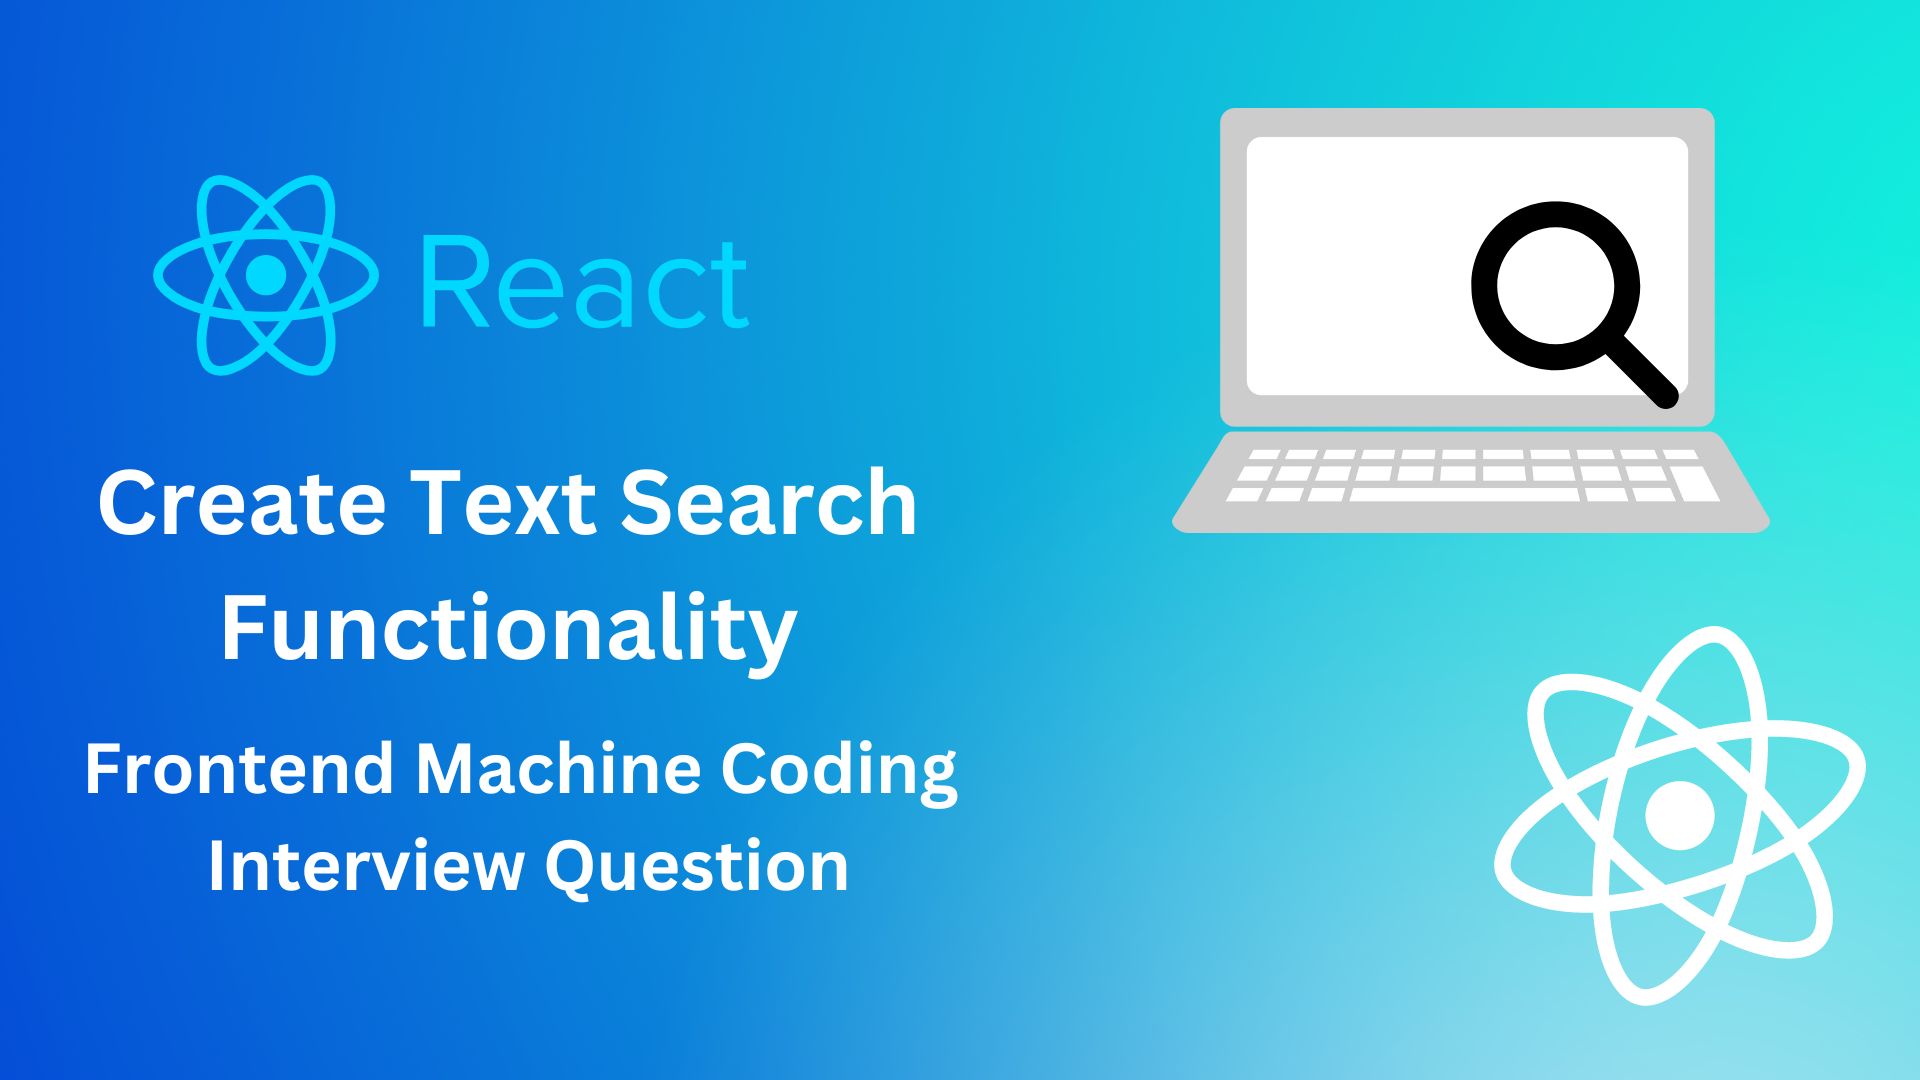 React
Create Text Search
Functionality
Frontend Machine Coding
Interview Question